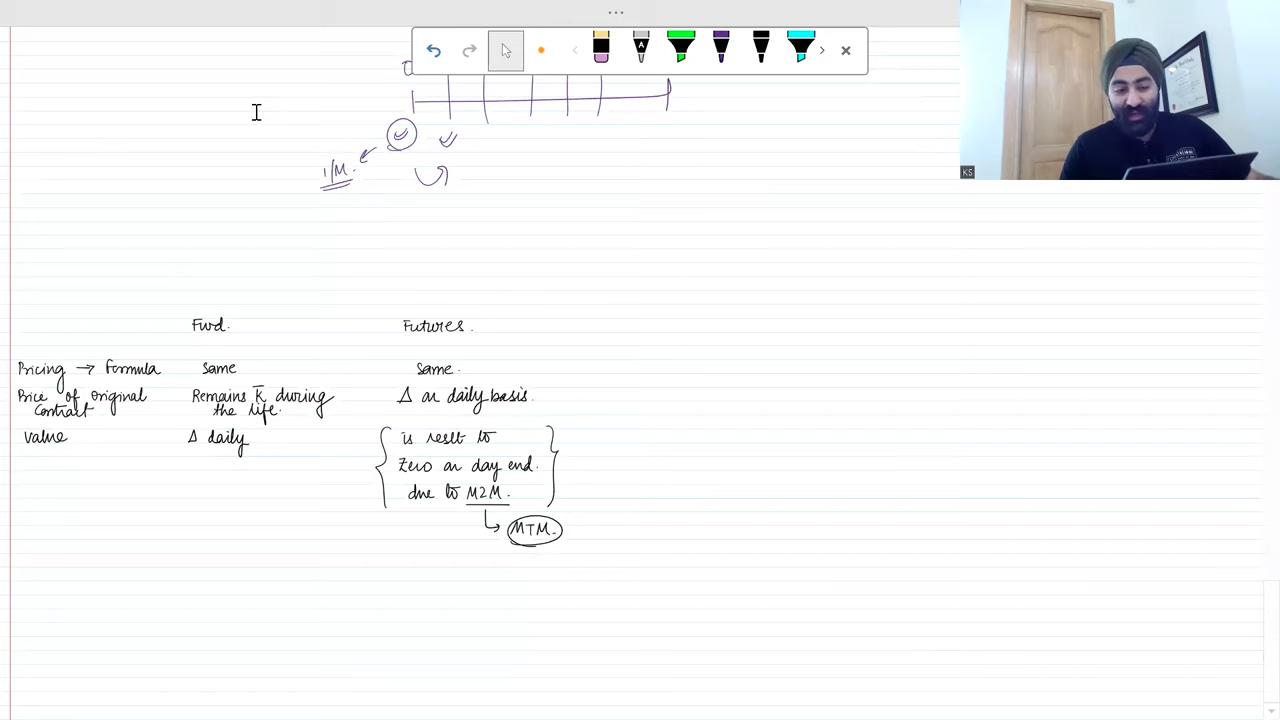 I/M.
Fwd. Futures.
Pricing → Formula Same Same.
Price of original Remains K̅ during Δ on daily basis.
Contract the life.
Value Δ daily is reset to
Zero on day end.
due to M2M.
MTM.
KS